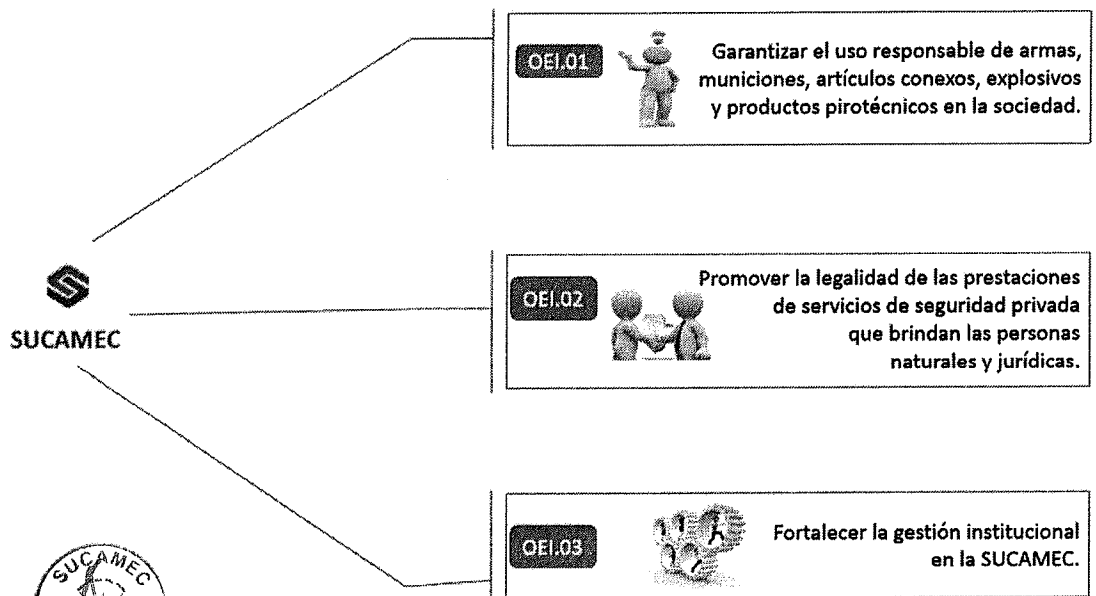 OEI.01
Garantizar el uso responsable de armas,
municiones, artículos conexos, explosivos
y productos pirotécnicos en la sociedad.
SUCAMEC
OEI.02
Promover la legalidad de las prestaciones
de servicios de seguridad privada
que brindan las personas
naturales y jurídicas.
OEI.03
Fortalecer la gestión institucional
en la SUCAMEC.
SUCAMEC